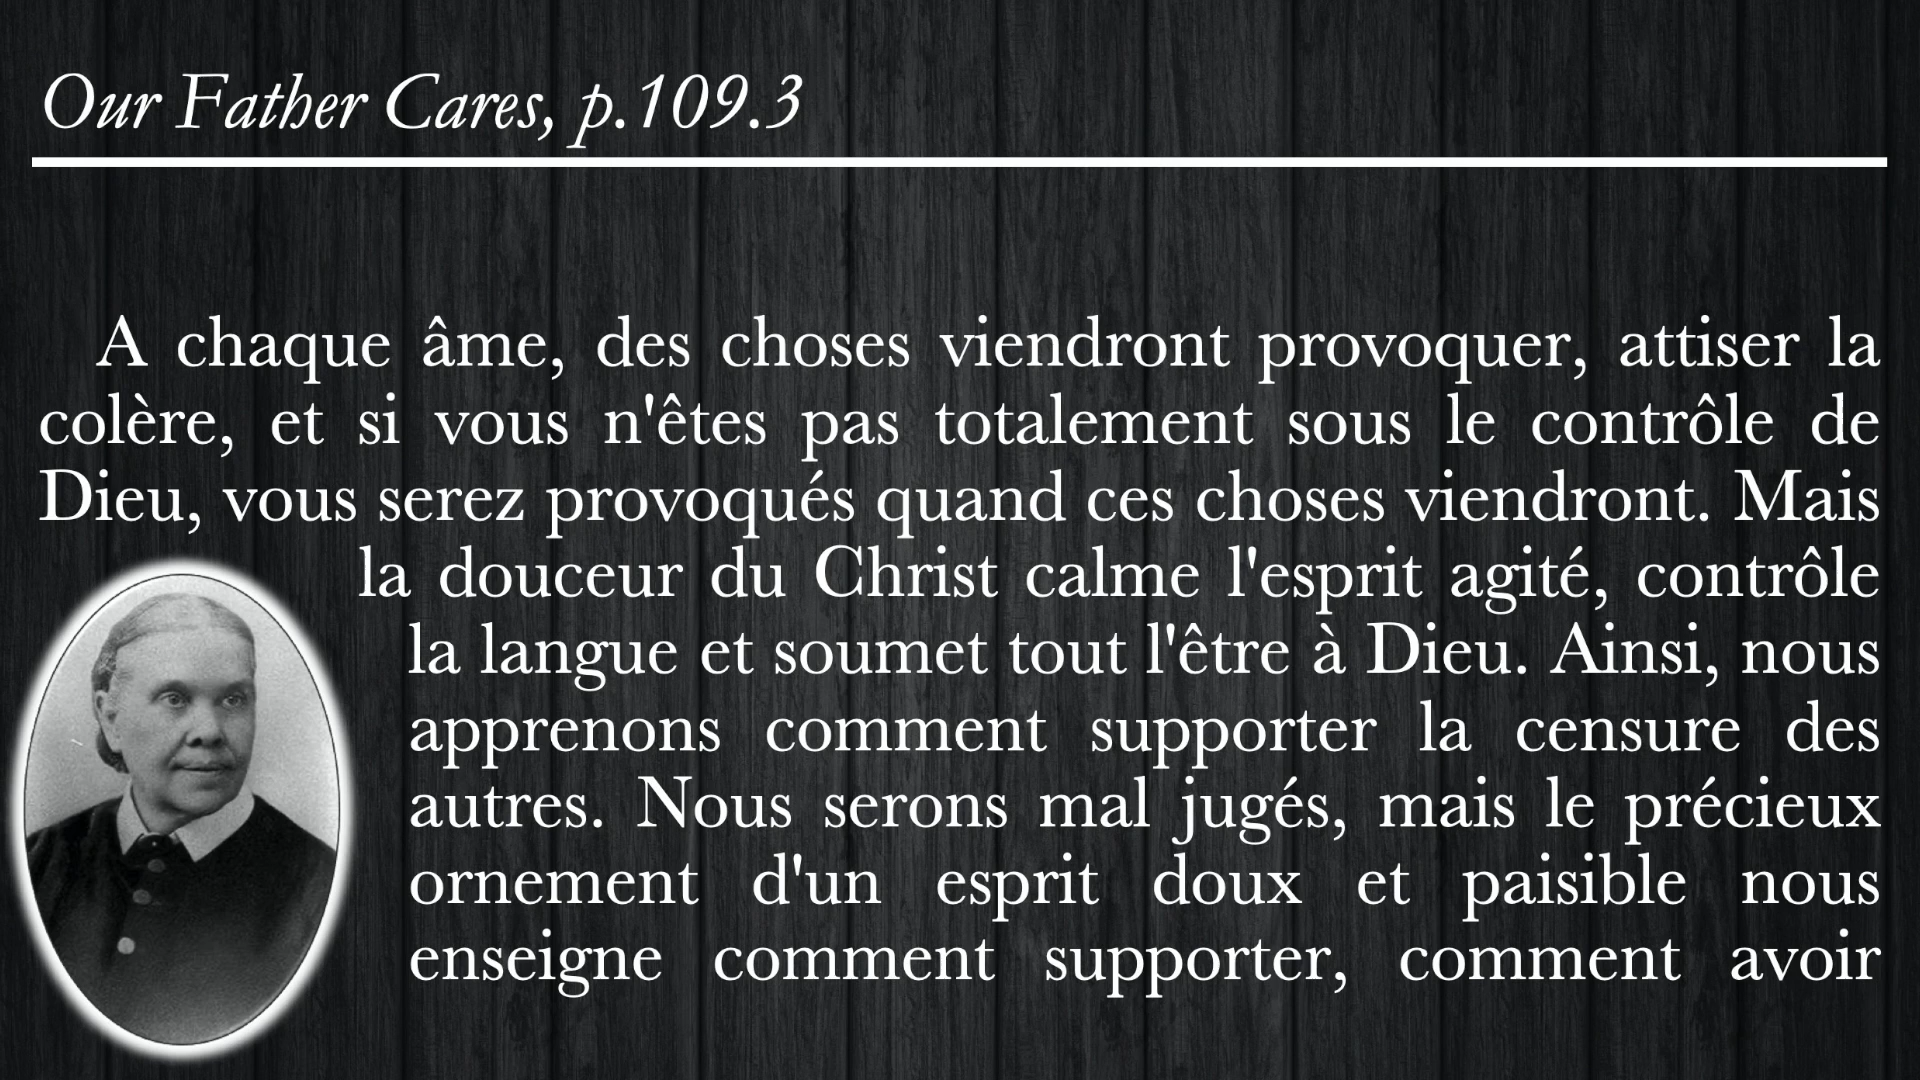 Our Father Cares, p.109.3
A chaque âme, des choses viendront provoquer, attiser la
colère, et si vous n'êtes pas totalement sous le contrôle de
Dieu, vous serez provoqués quand ces choses viendront. Mais
la douceur du Christ calme l'esprit agité, contrôle
la langue et soumet tout l'être à Dieu. Ainsi, nous
apprenons comment supporter la censure des
autres. Nous serons mal jugés, mais le précieux
ornement d'un esprit doux et paisible nous
enseigne comment supporter, comment avoir